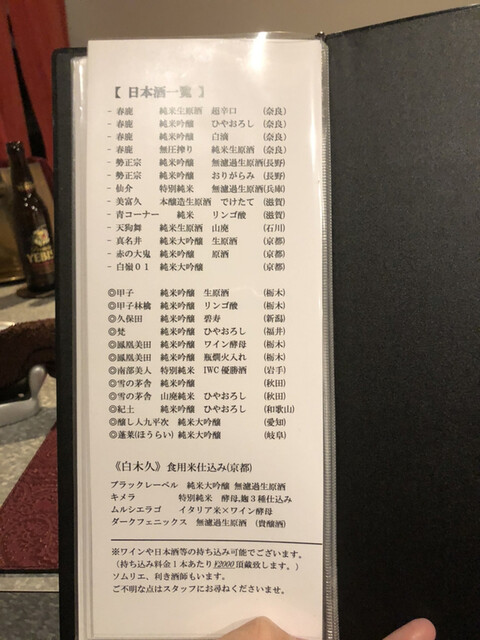 【 日本酒一覧 】
- 春鹿 純米生原酒 超辛口 (奈良)
- 春鹿 純米吟醸 ひやおろし (奈良)
- 春鹿 純米吟醸 白滴 (奈良)
- 春鹿 無圧搾り 純米生原酒 (奈良)
- 勢正宗 純米吟醸 無濾過生原酒(長野)
- 勢正宗 純米吟醸 おりがらみ (長野)
- 仙介 特別純米 無濾過生原酒(兵庫)
- 美冨久 本醸造生原酒 でけたて (滋賀)
- 青コーナー 純米 リンゴ酸 (滋賀)
- 天狗舞 純米生原酒 山廃 (石川)
- 真名井 純米大吟醸 生原酒 (京都)
- 赤の大鬼 純米吟醸 原酒 (京都)
- 白嶺01 純米大吟醸 (京都)
◎甲子 純米吟醸 生原酒 (栃木)
◎甲子林檎 純米吟醸 リンゴ酸 (栃木)
◎久保田 純米大吟醸 碧寿 (新潟)
◎梵 純米吟醸 ひやおろし (福井)
◎鳳凰美田 純米吟醸 ワイン酵母 (栃木)
◎鳳凰美田 純米吟醸 瓶燗火入れ (栃木)
◎南部美人 特別純米 IWC優勝酒 (岩手)
◎雪の茅舎 純米吟醸 (秋田)
◎雪の茅舎 山廃純米 ひやおろし (秋田)
◎紀土 純米吟醸 ひやおろし (和歌山)
◎醸し人九平次 純米大吟醸 (愛知)
◎蓬莱(ほうらい) 純米大吟醸 (岐阜)
《白木久》食用米仕込み(京都)
ブラックレーベル 純米大吟醸 無濾過生原酒
キメラ 特別純米 酵母,麹3種仕込み
ムルシエラゴ イタリア米×ワイン酵母
ダークフェニックス 無濾過生原酒 (貴醸酒)
※ワインや日本酒等の持ち込み可能でございます。
(持ち込み料金1本あたり¥2000頂戴致します。)
ソムリエ、利き酒師もいます。
ご不明な点はスタッフにお尋ねくださいませ。
YEBIS